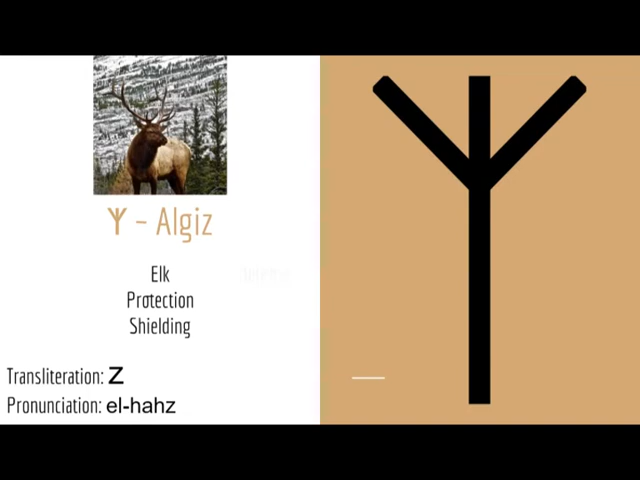 ᛉ – Algiz
Elk
Protection
Shielding
Transliteration: Z
Pronunciation: el-hahz